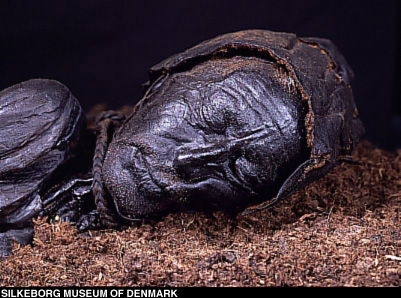 SILKEBORG MUSEUM OF DENMARK